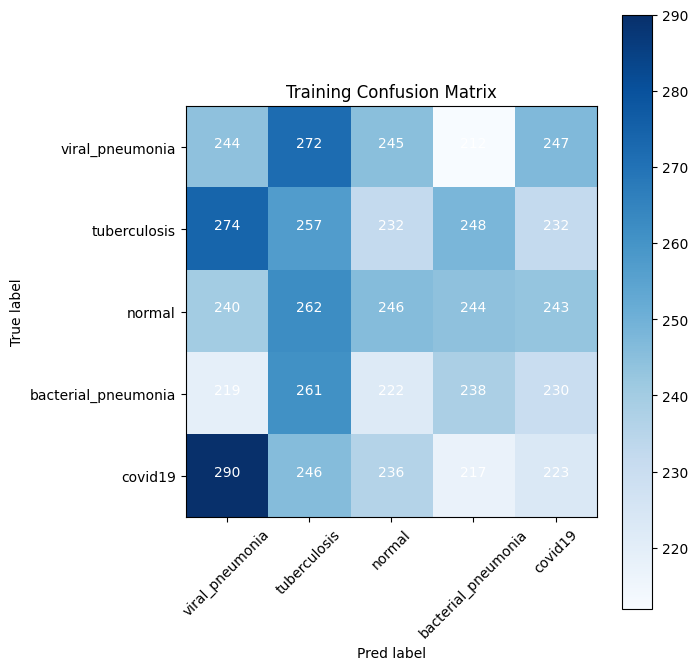 Training Confusion Matrix
True label
viral_pneumonia 244 272 245 212 247
tuberculosis 274 257 232 248 232
normal 240 262 246 244 243
bacterial_pneumonia 219 261 222 238 230
covid19 290 246 236 217 223
viral_pneumonia tuberculosis normal bacterial_pneumonia covid19
Pred label
290
280
270
260
250
240
230
220